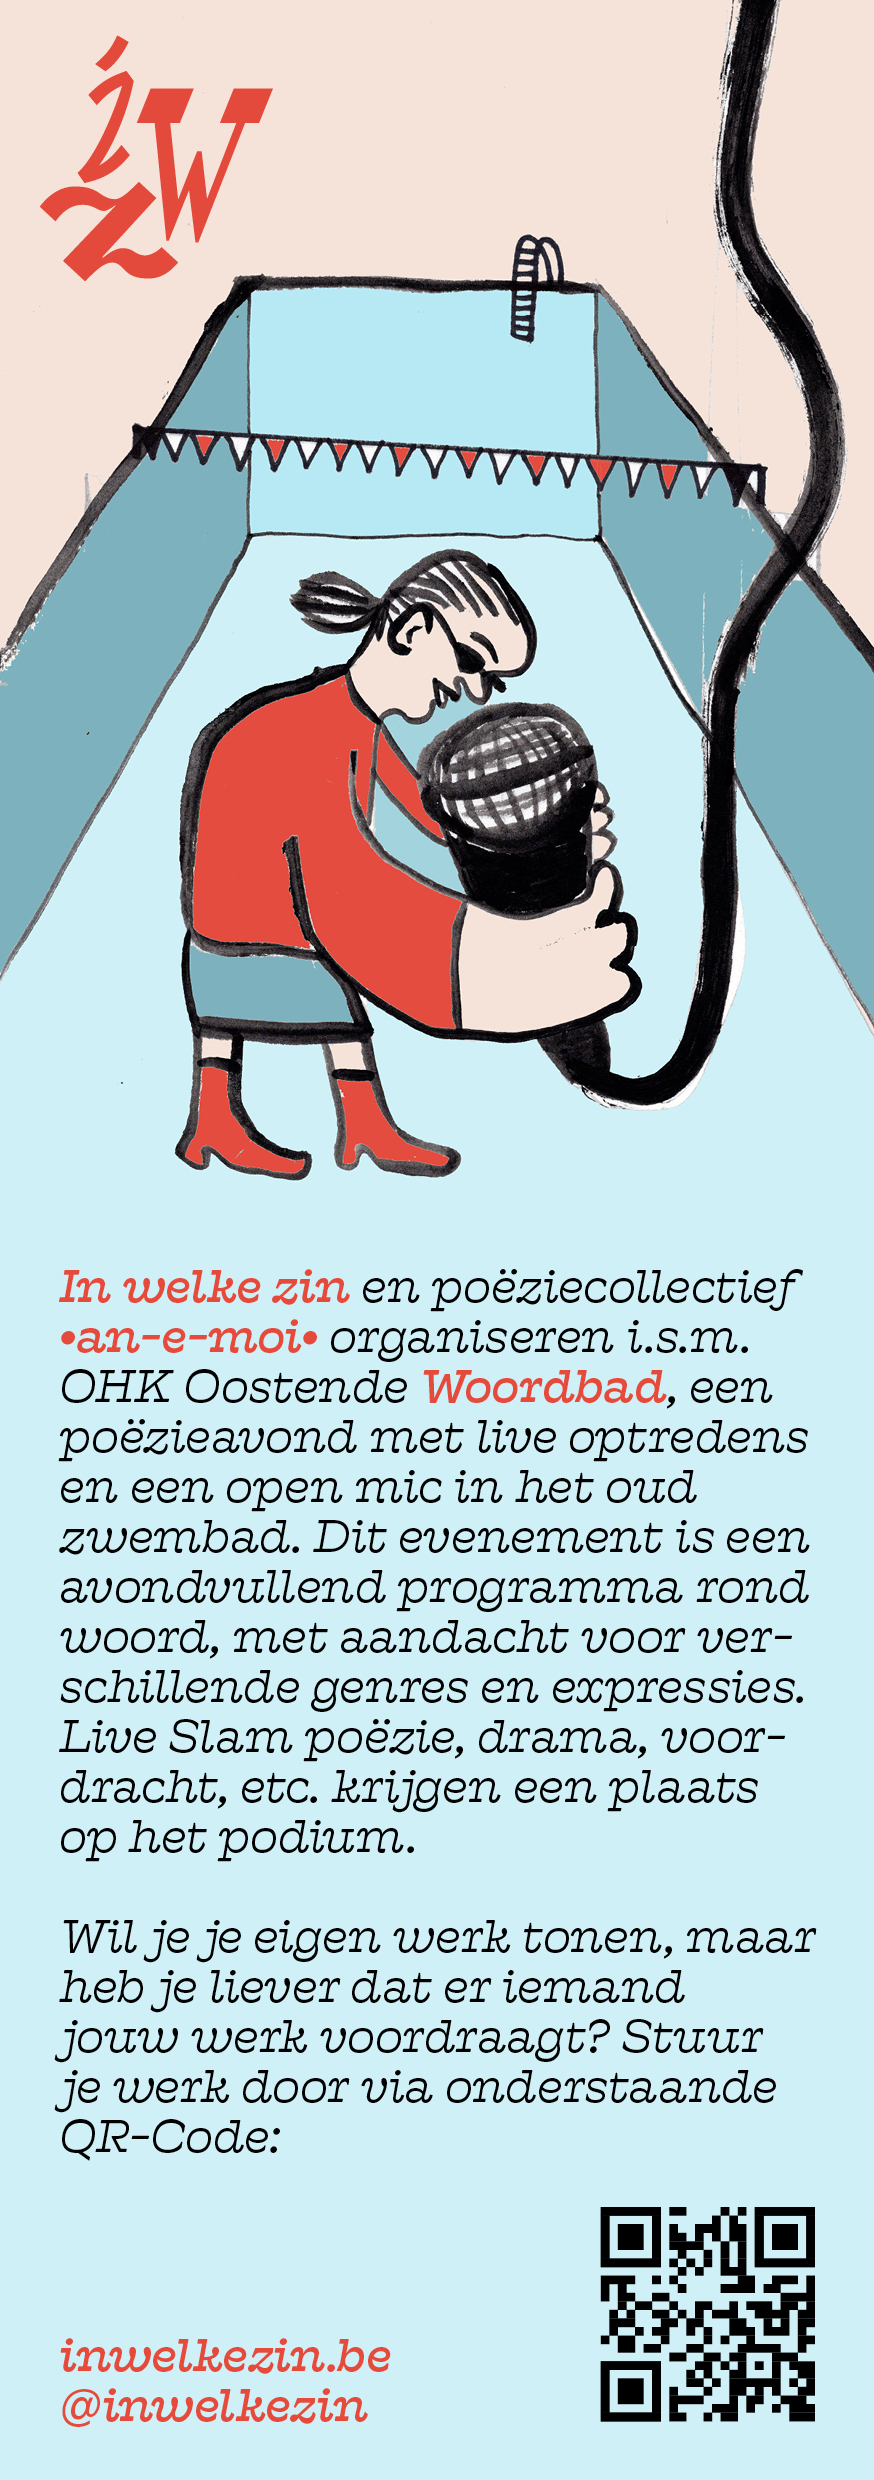 izW
In welke zin en poëziecollectief
•an-e-moi• organiseren i.s.m.
OHK Oostende Woordbad, een
poëzieavond met live optredens
en een open mic in het oud
zwembad. Dit evenement is een
avondvullend programma rond
woord, met aandacht voor ver-
schillende genres en expressies.
Live Slam poëzie, drama, voor-
dracht, etc. krijgen een plaats
op het podium.
Wil je je eigen werk tonen, maar
heb je liever dat er iemand
jouw werk voordraagt? Stuur
je werk door via onderstaande
QR-Code:
inwelkezin.be
@inwelkezin